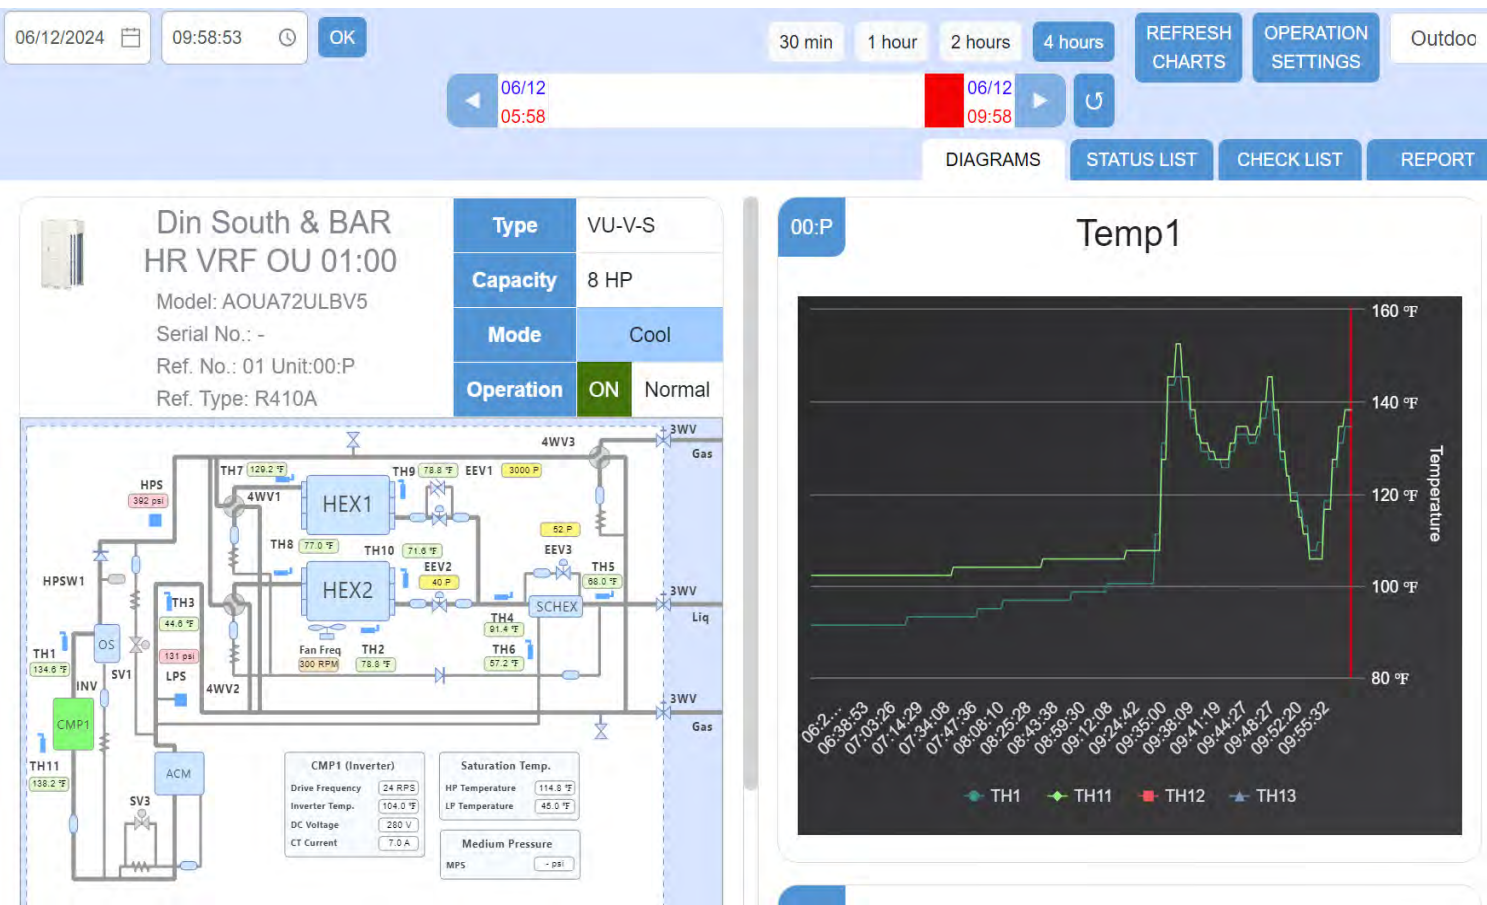 06/12/2024
09:58:53
OK
30 min
1 hour
2 hours
4 hours
REFRESH
CHARTS
OPERATION
SETTINGS
Outdoo
06/12
05:58
06/12
09:58
DIAGRAMS
STATUS LIST
CHECK LIST
REPORT
Din South & BAR
HR VRF OU 01:00
Model: AOUA72ULBV5
Serial No.: -
Ref. No.: 01 Unit:00:P
Ref. Type: R410A
Type VU-V-S
Capacity 8 HP
Mode Cool
Operation ON Normal
4WV3
3WV
Gas
TH7 129.2 °F
TH9 78.8 °F
EEV1 3000 P
HPS
392 psi
4WV1
HEX1
52 P
EEV3
TH8 77.0 °F
TH10 71.6 °F
EEV2
40 P
TH5
68.0 °F
HPSW1
HEX2
3WV
Liq
TH3
44.6 °F
SCHEX
TH4
91.4 °F
OS
TH1
134.6 °F
131 psi
LPS
SV1
INV
Fan Freq
300 RPM
TH2
78.8 °F
TH6
57.2 °F
4WV2
3WV
Gas
CMP1
TH11
138.2 °F
ACM
SV3
CMP1 (Inverter)
Drive Frequency 24 RPS
Inverter Temp. 104.0 °F
DC Voltage 280 V
CT Current 7.0 A
Saturation Temp.
HP Temperature 114.8 °F
LP Temperature 45.0 °F
Medium Pressure
MPS - psi
00:P
Temp1
160 °F
140 °F
120 °F
100 °F
80 °F
Temperature
06:2...
06:38:53
07:03:26
07:14:29
07:34:08
07:47:36
08:08:10
08:25:28
08:43:38
08:59:30
09:12:08
09:24:42
09:35:00
09:38:09
09:41:19
09:44:27
09:48:27
09:52:20
09:55:32
TH1
TH11
TH12
TH13